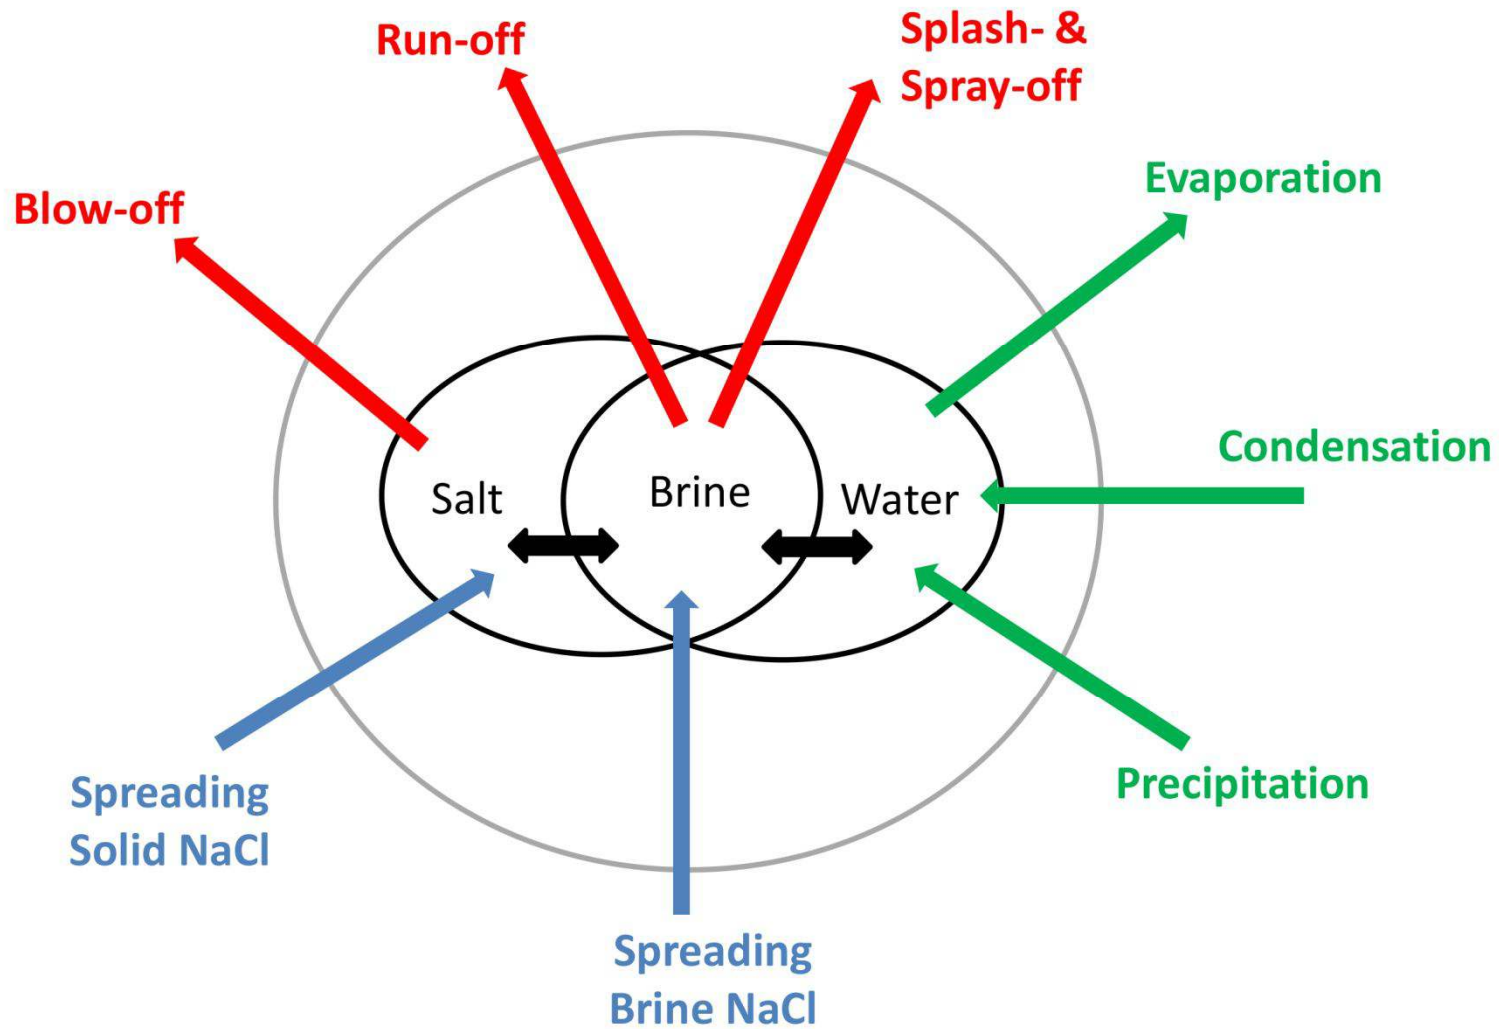 Run-off
Splash- &
Spray-off
Blow-off
Evaporation
Condensation
Salt
Brine
Water
Precipitation
Spreading
Solid NaCl
Spreading
Brine NaCl